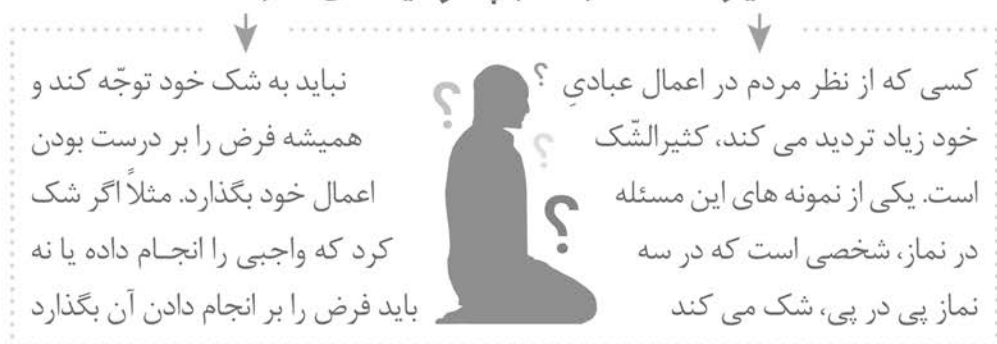 کسی که از نظر مردم در اعمال عبادیِ
خود زیاد تردید می کند، کثیرالشّک
است. یکی از نمونه های این مسئله
در نماز، شخصی است که در سه
نماز پی در پی، شک می کند
؟
؟
؟
؟
نباید به شک خود توجّه کند و
همیشه فرض را بر درست بودن
اعمال خود بگذارد. مثلاً اگر شک
کرد که واجبی را انجـام داده یا نه
باید فرض را بر انجام دادن آن بگذارد